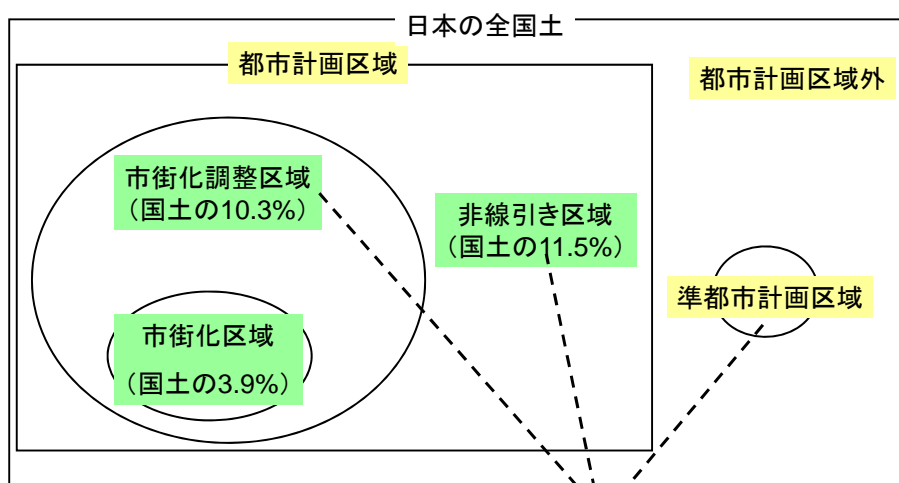 日本の全国土
都市計画区域
都市計画区域外
市街化調整区域
（国土の10.3%）
非線引き区域
（国土の11.5%）
準都市計画区域
市街化区域
（国土の3.9%）